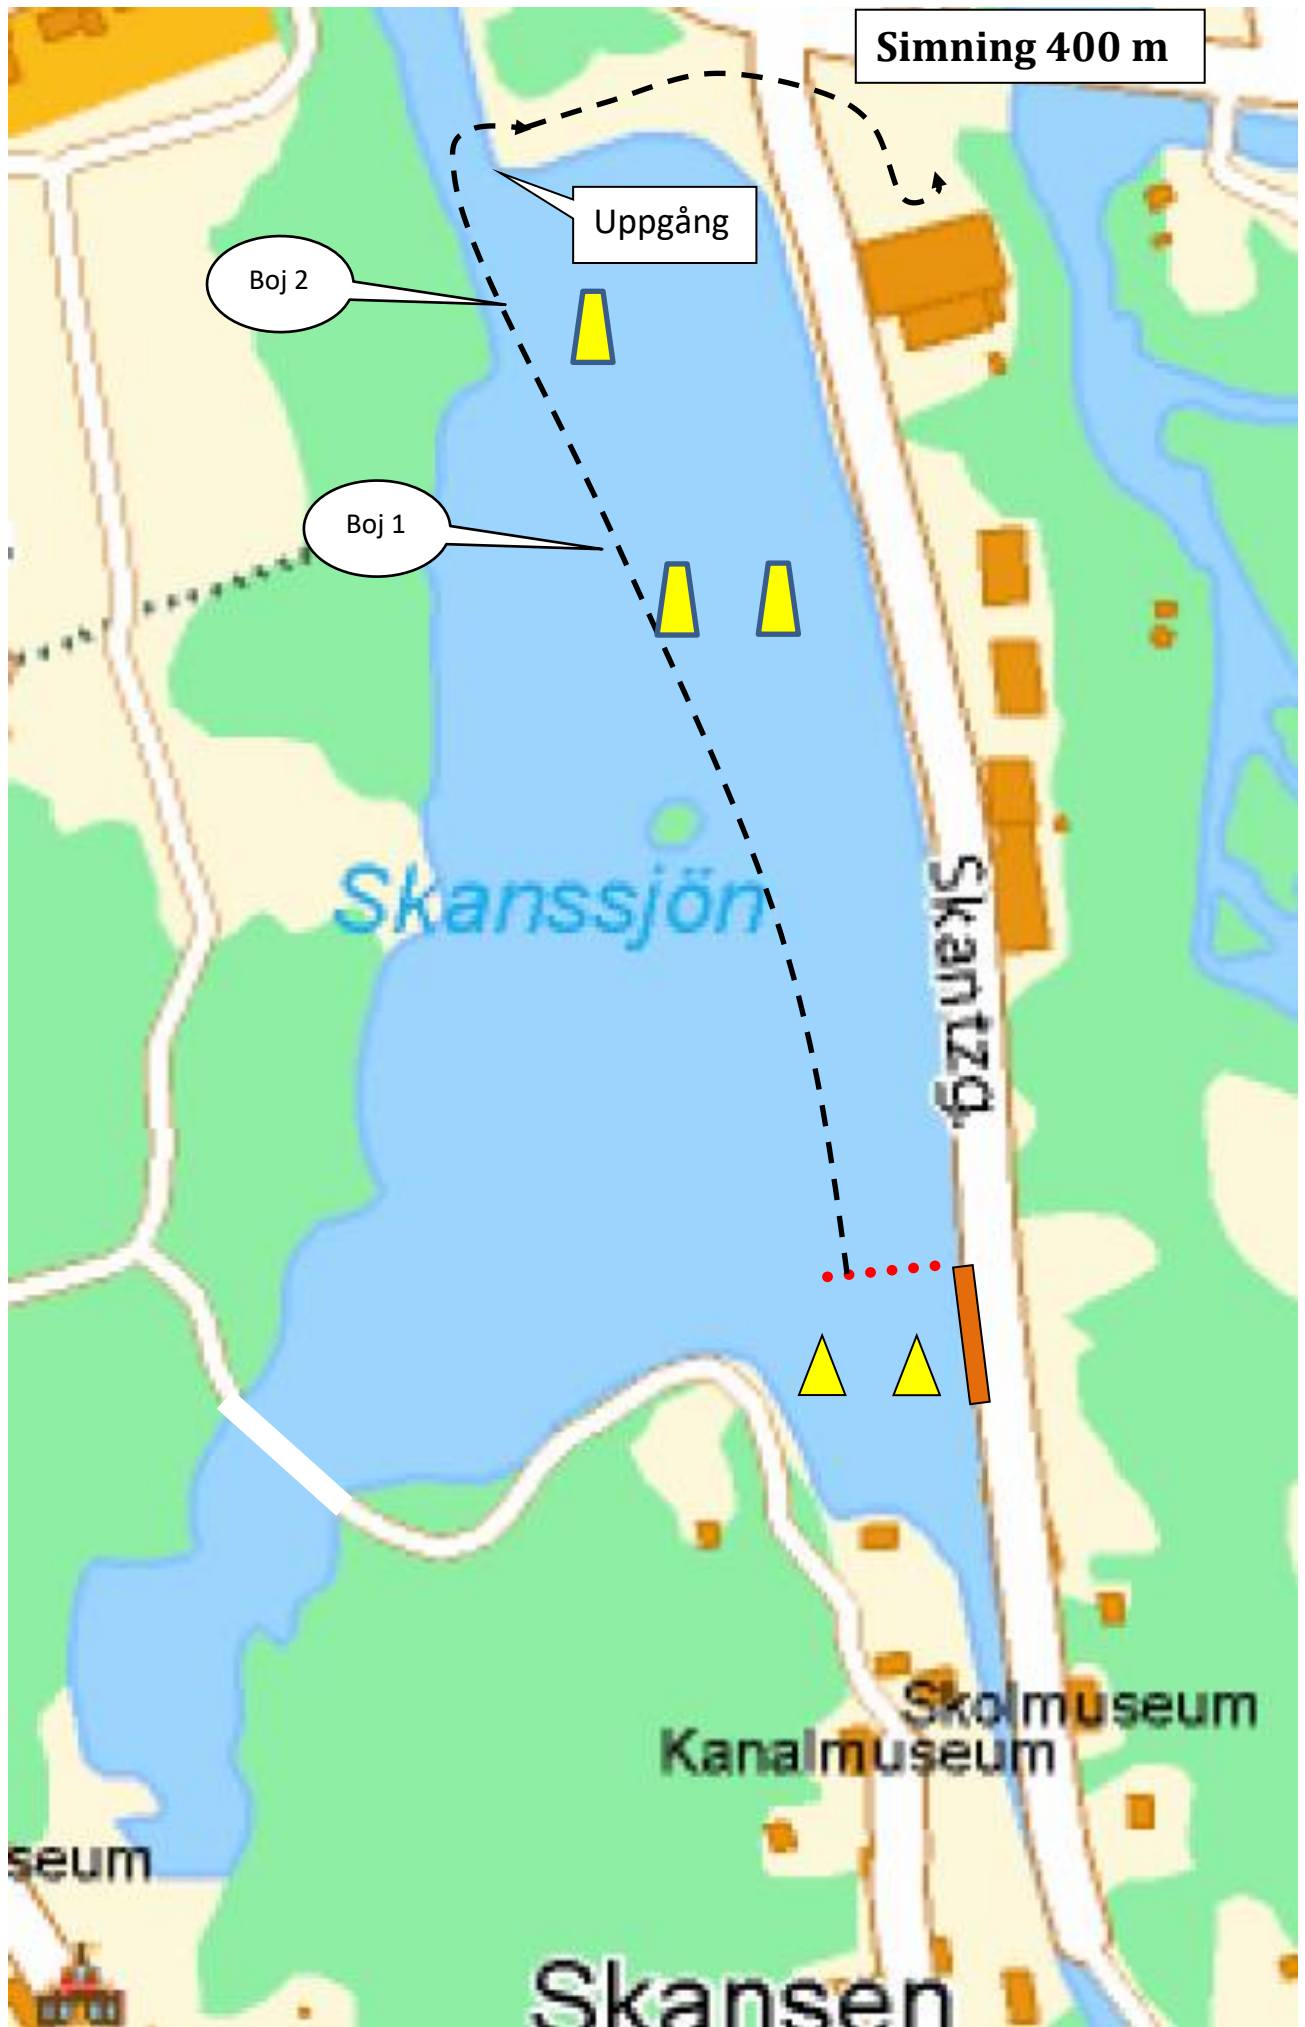 Simning 400 m
Uppgång
Boj 2
Boj 1
Skanssjön
Skantzg.
Skolmuseum
Kanalmuseum
seum
Skansen